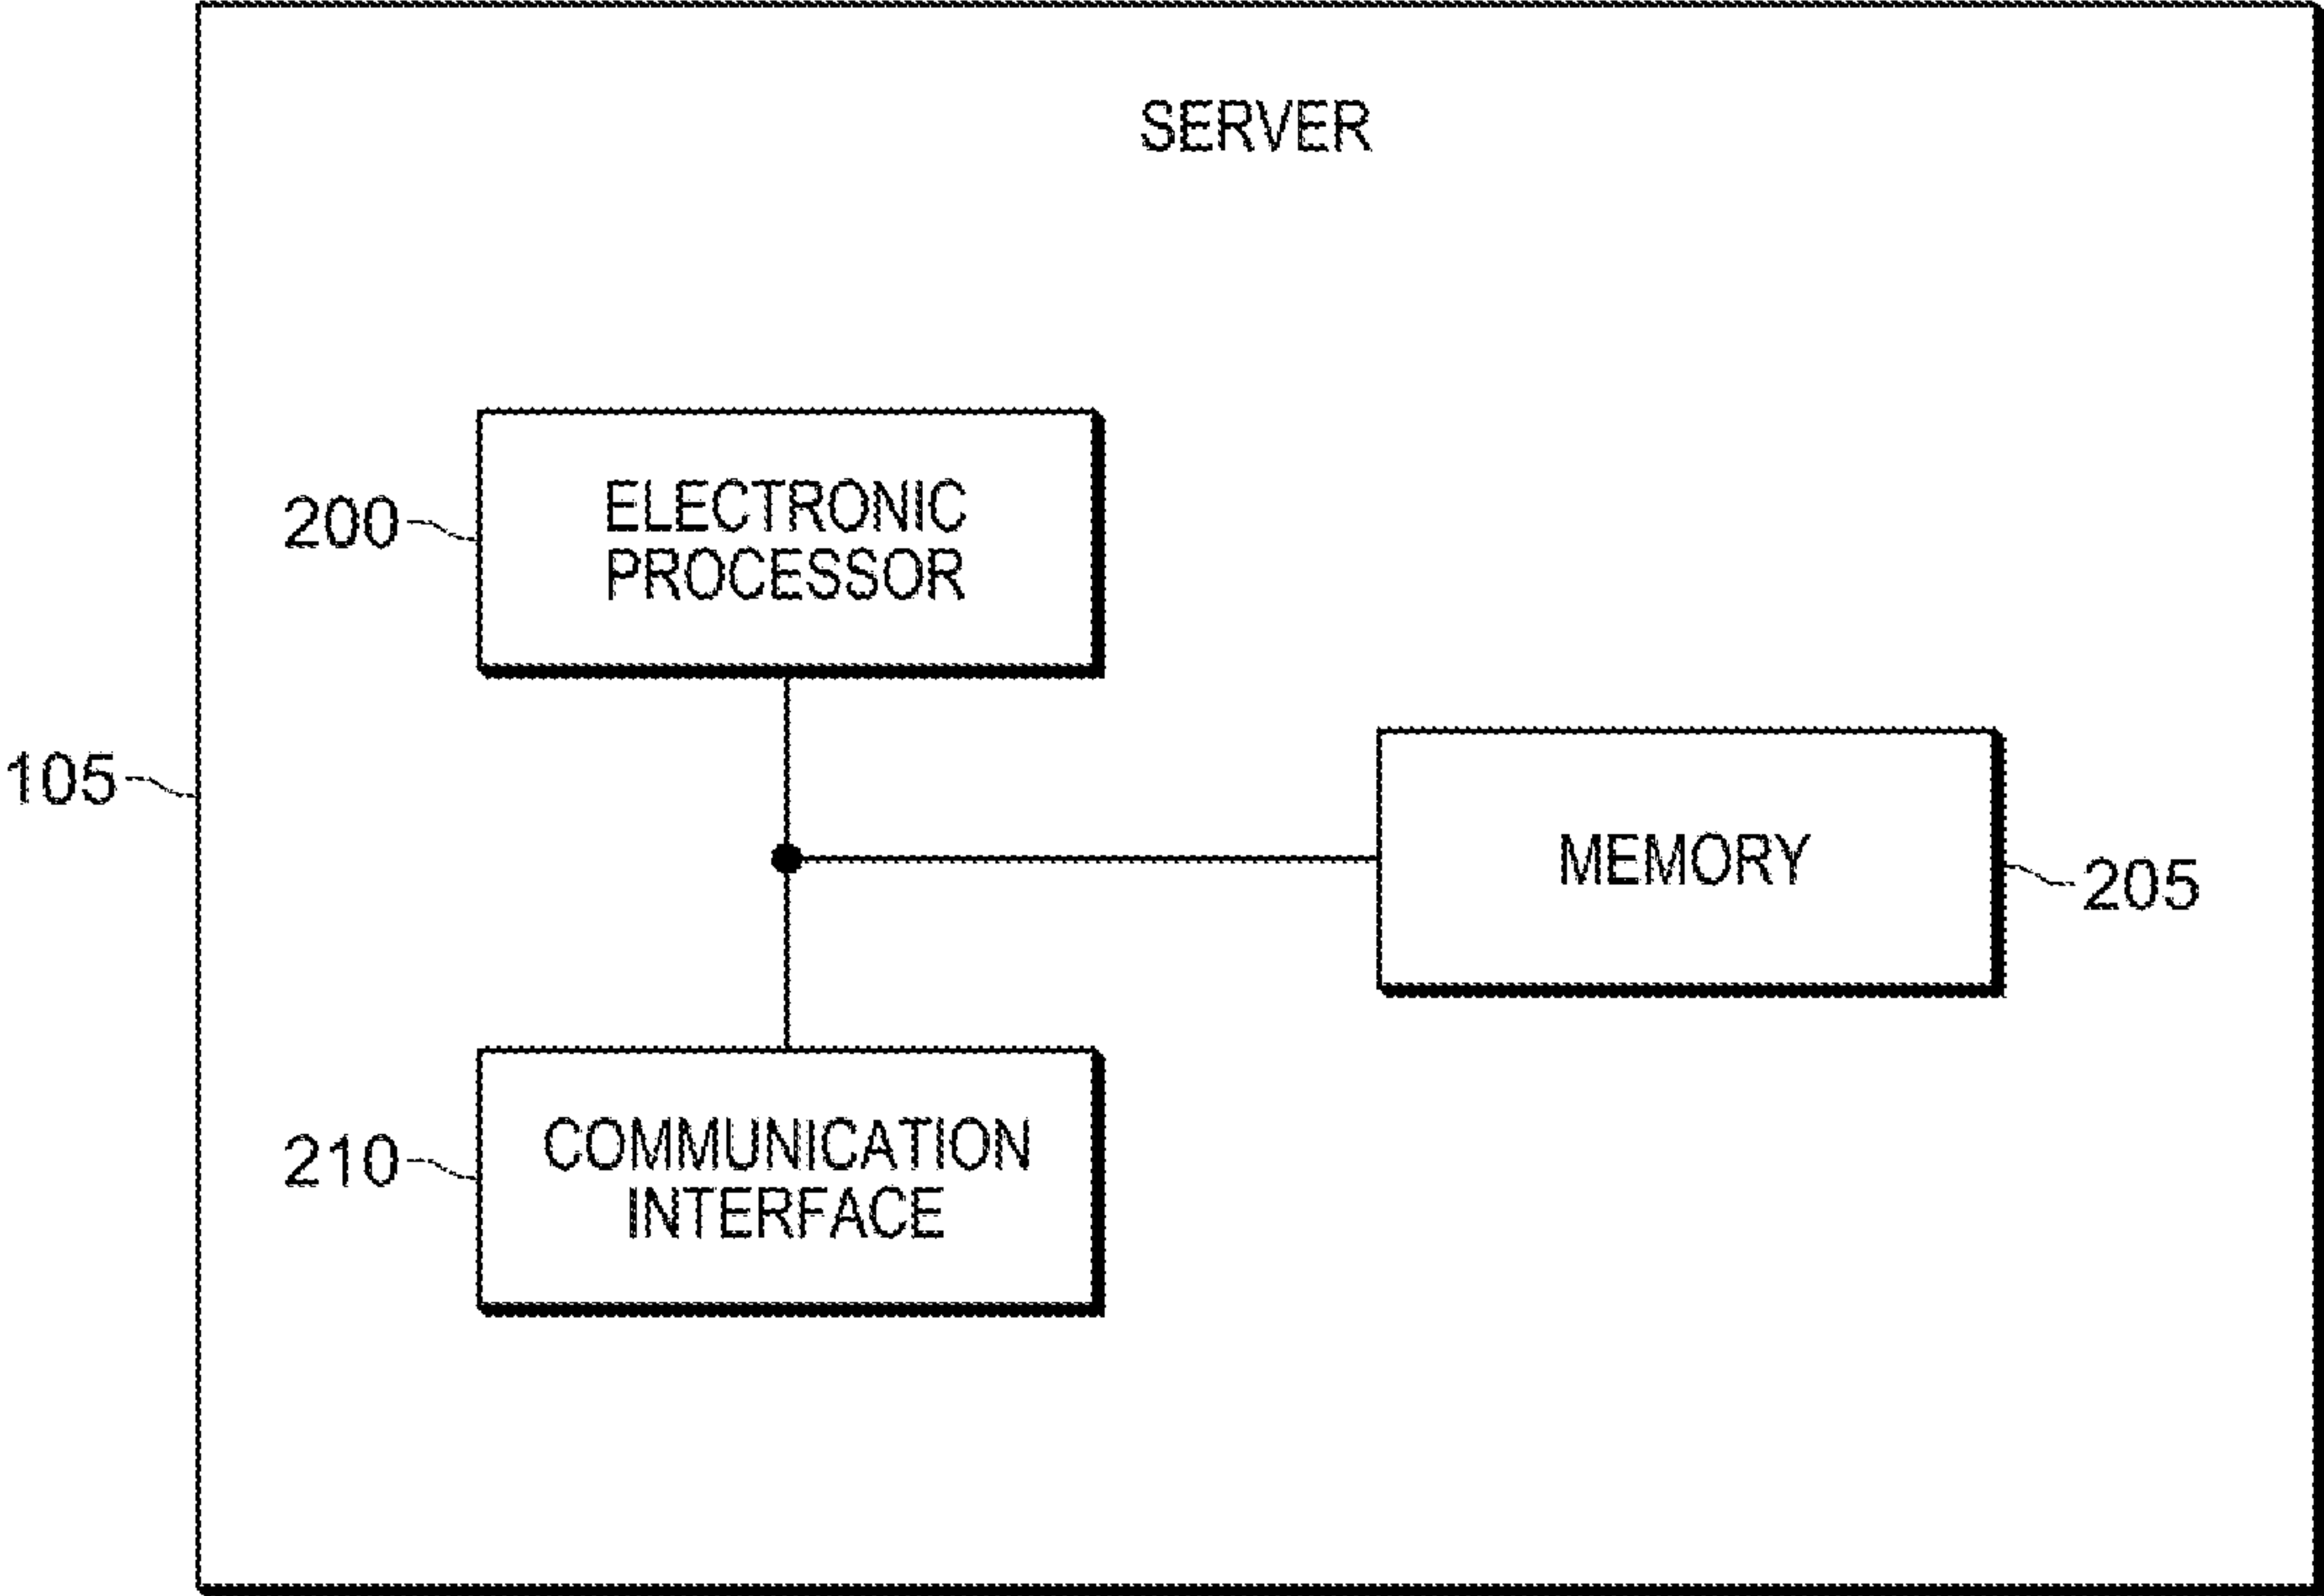 SERVER
200
ELECTRONIC
PROCESSOR
105
MEMORY
205
210
COMMUNICATION
INTERFACE